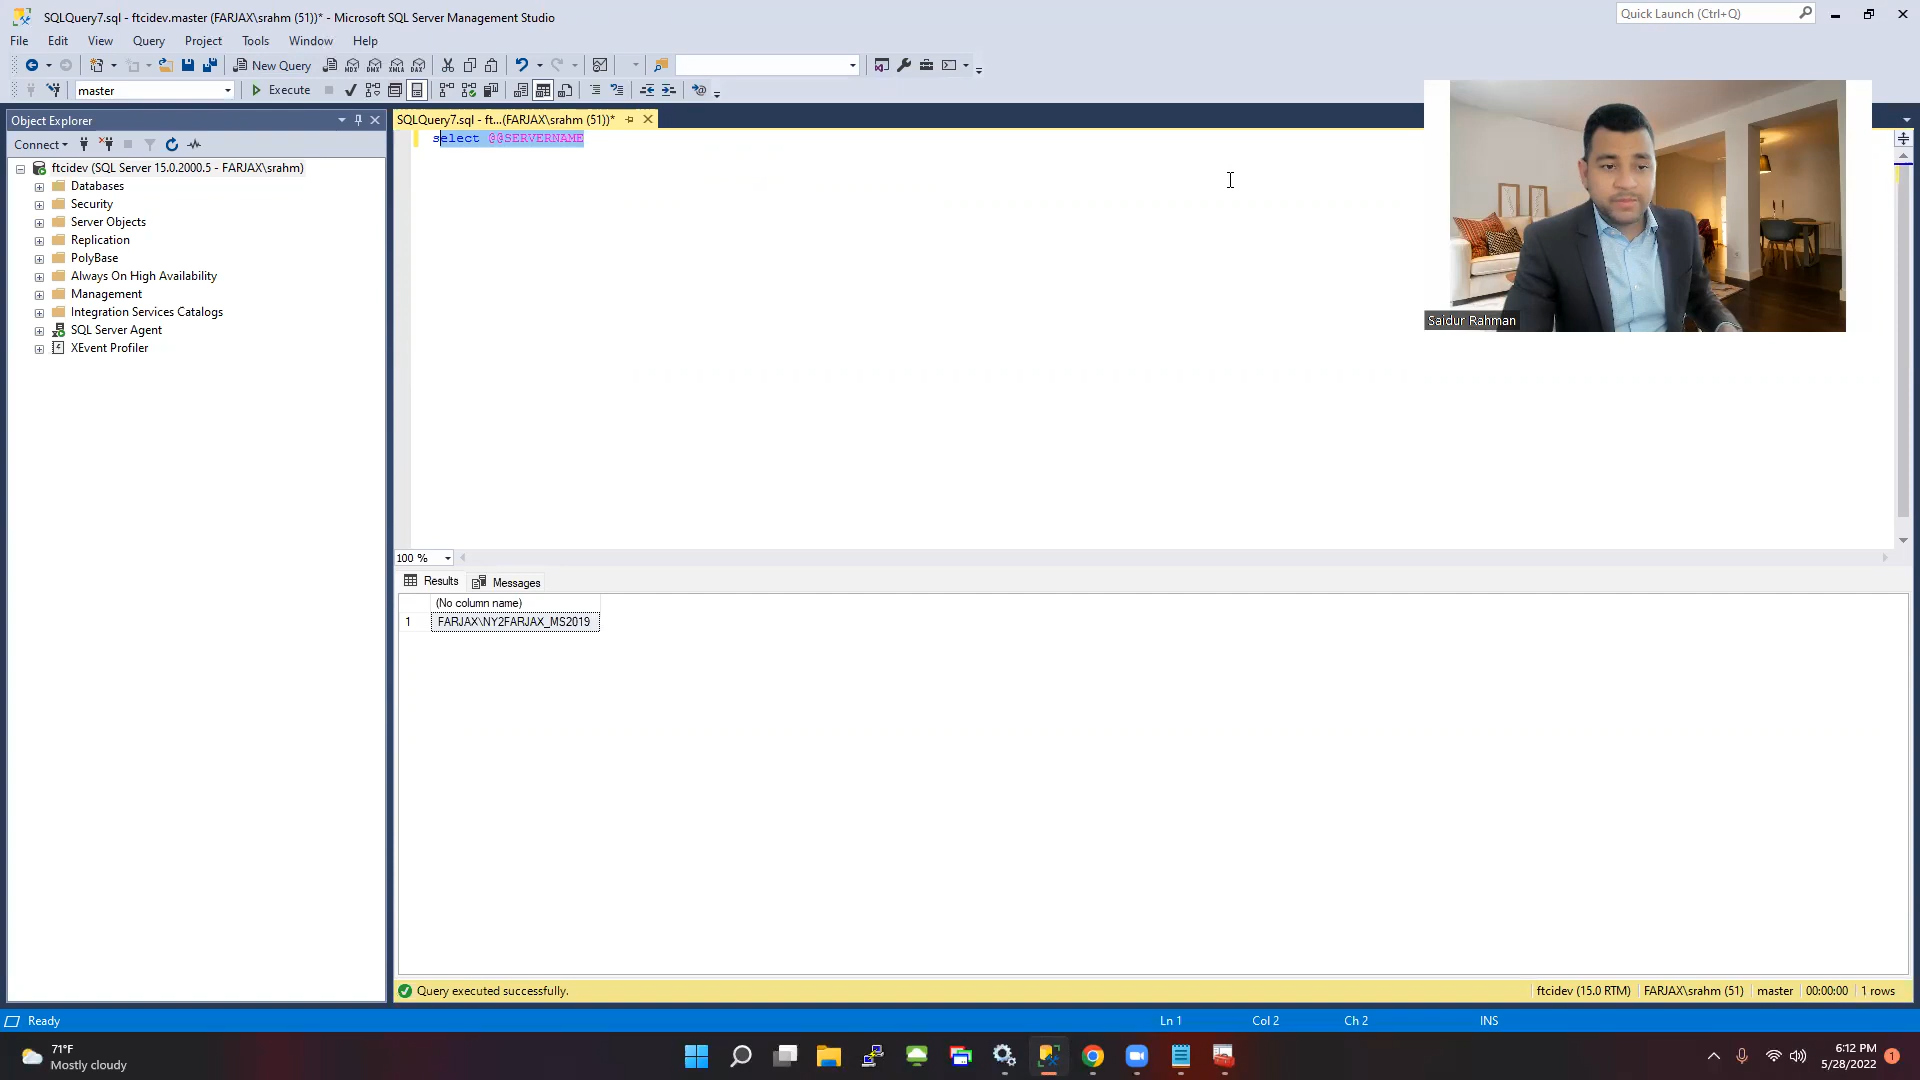 SQLQuery7.sql - ftcidev.master (FARJAX\srahm (51))* - Microsoft SQL Server Management Studio
Quick Launch (Ctrl+Q)
File Edit View Query Project Tools Window Help
New Query
master
Execute
Object Explorer
Connect
ftcidev (SQL Server 15.0.2000.5 - FARJAX\srahm)
Databases
Security
Server Objects
Replication
PolyBase
Always On High Availability
Management
Integration Services Catalogs
SQL Server Agent
XEvent Profiler
SQLQuery7.sql - ft...(FARJAX\srahm (51))*
select @@SERVERNAME
Saidur Rahman
100 %
Results Messages
(No column name)
1 FARJAX\NY2FARJAX_MS2019
Query executed successfully.
ftcidev (15.0 RTM) FARJAX\srahm (51) master 00:00:00 1 rows
Ready
Ln 1 Col 2 Ch 2 INS
71°F
Mostly cloudy
6:12 PM
5/28/2022
1